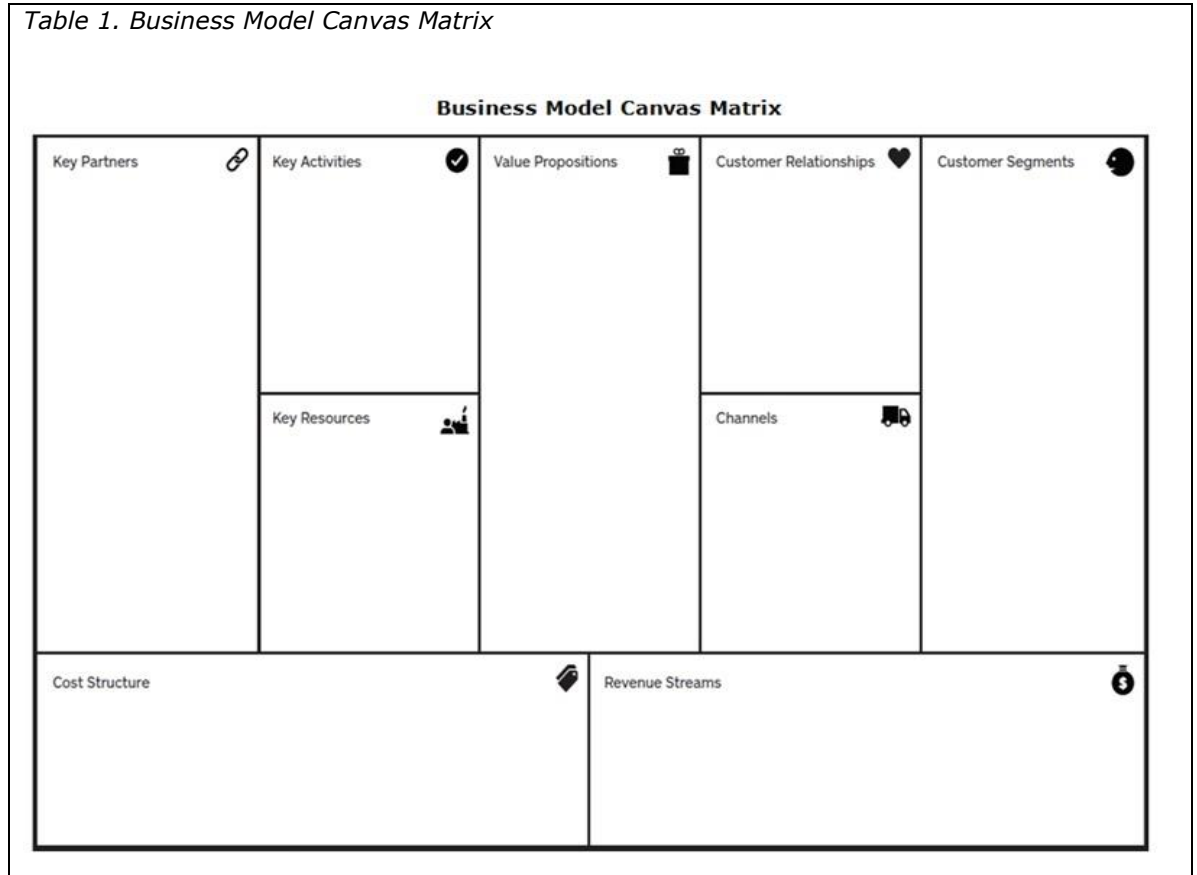 Table 1. Business Model Canvas Matrix
Business Model Canvas Matrix
Key Partners
Key Activities
Value Propositions
Customer Relationships
Customer Segments
Key Resources
Channels
Cost Structure
Revenue Streams
$